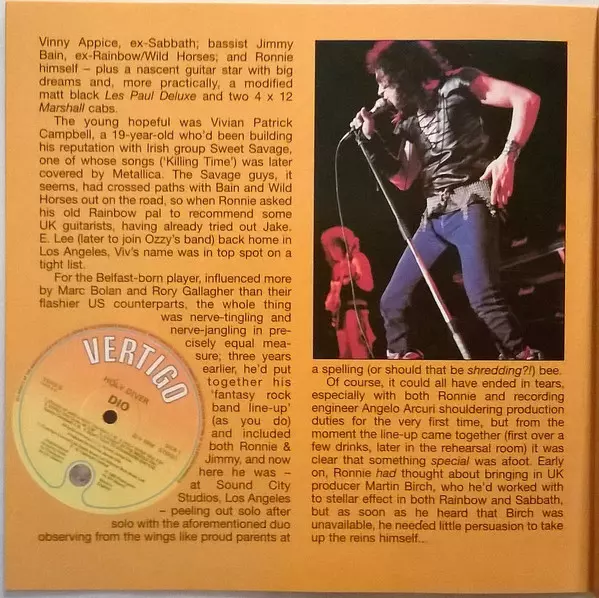 Vinny Appice, ex-Sabbath; bassist Jimmy
Bain, ex-Rainbow/Wild Horses; and Ronnie
himself – plus a nascent guitar star with big
dreams and, more practically, a modified
matt black Les Paul Deluxe and two 4 x 12
Marshall cabs.
The young hopeful was Vivian Patrick
Campbell, a 19-year-old who'd been building
his reputation with Irish group Sweet Savage,
one of whose songs ('Killing Time') was later
covered by Metallica. The Savage guys, it
seems, had crossed paths with Bain and Wild
Horses out on the road, so when Ronnie asked
his old Rainbow pal to recommend some
UK guitarists, having already tried out Jake.
E. Lee (later to join Ozzy's band) back home in
Los Angeles, Viv's name was in top spot on a
tight list.
For the Belfast-born player, influenced more
by Marc Bolan and Rory Gallagher than their
flashier US counterparts, the whole thing
was nerve-tingling and
nerve-jangling in pre-
cisely equal mea-
sure; three years
earlier, he'd put
together his
'fantasy rock
band line-up'
(as you do)
and included
both Ronnie &
Jimmy, and now
here he was –
at Sound City
Studios, Los Angeles
– peeling out solo after
solo with the aforementioned duo
observing from the wings like proud parents at
VERTIGO
HOLY DIVER
DIO
a spelling (or should that be shredding?!) bee.
Of course, it could all have ended in tears,
especially with both Ronnie and recording
engineer Angelo Arcuri shouldering production
duties for the very first time, but from the
moment the line-up came together (first over a
few drinks, later in the rehearsal room) it was
clear that something special was afoot. Early
on, Ronnie had thought about bringing in UK
producer Martin Birch, who he'd worked with
to stellar effect in both Rainbow and Sabbath,
but as soon as he heard that Birch was
unavailable, he needed little persuasion to take
up the reins himself...